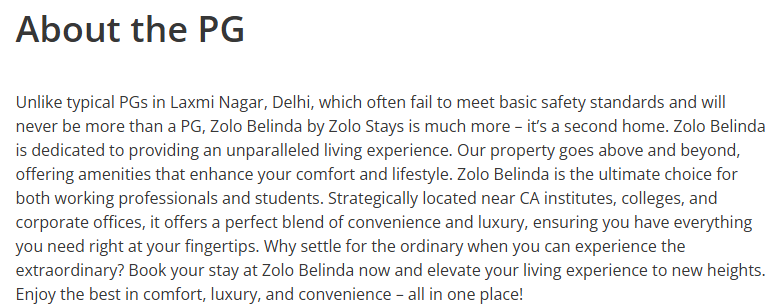 About the PG
Unlike typical PGs in Laxmi Nagar, Delhi, which often fail to meet basic safety standards and will
never be more than a PG, Zolo Belinda by Zolo Stays is much more – it’s a second home. Zolo Belinda
is dedicated to providing an unparalleled living experience. Our property goes above and beyond,
offering amenities that enhance your comfort and lifestyle. Zolo Belinda is the ultimate choice for
both working professionals and students. Strategically located near CA institutes, colleges, and
corporate offices, it offers a perfect blend of convenience and luxury, ensuring you have everything
you need right at your fingertips. Why settle for the ordinary when you can experience the
extraordinary? Book your stay at Zolo Belinda now and elevate your living experience to new heights.
Enjoy the best in comfort, luxury, and convenience – all in one place!